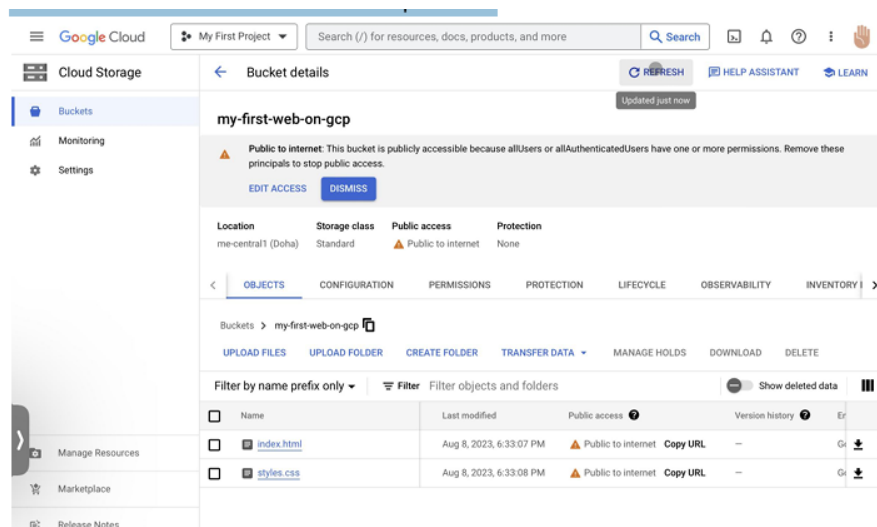 Google Cloud My First Project Search (/) for resources, docs, products, and more Search
Cloud Storage Bucket details REFRESH HELP ASSISTANT LEARN
Updated just now
Buckets
Monitoring
Settings
my-first-web-on-gcp
Public to internet: This bucket is publicly accessible because allUsers or allAuthenticatedUsers have one or more permissions. Remove these
principals to stop public access.
EDIT ACCESS DISMISS
Location Storage class Public access Protection
me-central1 (Doha) Standard Public to internet None
OBJECTS CONFIGURATION PERMISSIONS PROTECTION LIFECYCLE OBSERVABILITY INVENTORY
Buckets > my-first-web-on-gcp
UPLOAD FILES UPLOAD FOLDER CREATE FOLDER TRANSFER DATA MANAGE HOLDS DOWNLOAD DELETE
Filter by name prefix only Filter Filter objects and folders Show deleted data
Name Last modified Public access Version history
index.html Aug 8, 2023, 6:33:07 PM Public to internet Copy URL —
styles.css Aug 8, 2023, 6:33:08 PM Public to internet Copy URL —
Manage Resources
Marketplace
Release Notes